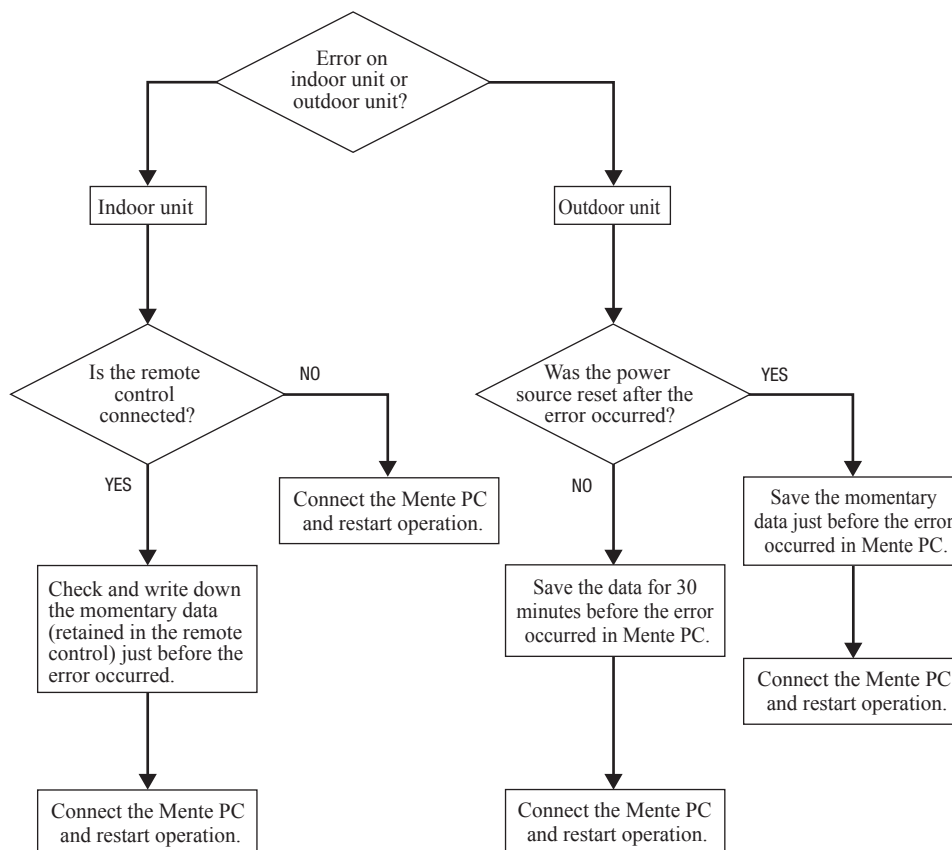 Error on
indoor unit or
outdoor unit?
Indoor unit
Outdoor unit
Is the remote
control
connected?
NO
YES
Was the power
source reset after the
error occurred?
YES
NO
Connect the Mente PC
and restart operation.
Save the momentary
data just before the error
occurred in Mente PC.
Check and write down
the momentary data
(retained in the remote
control) just before the
error occurred.
Save the data for 30
minutes before the error
occurred in Mente PC.
Connect the Mente PC
and restart operation.
Connect the Mente PC
and restart operation.
Connect the Mente PC
and restart operation.